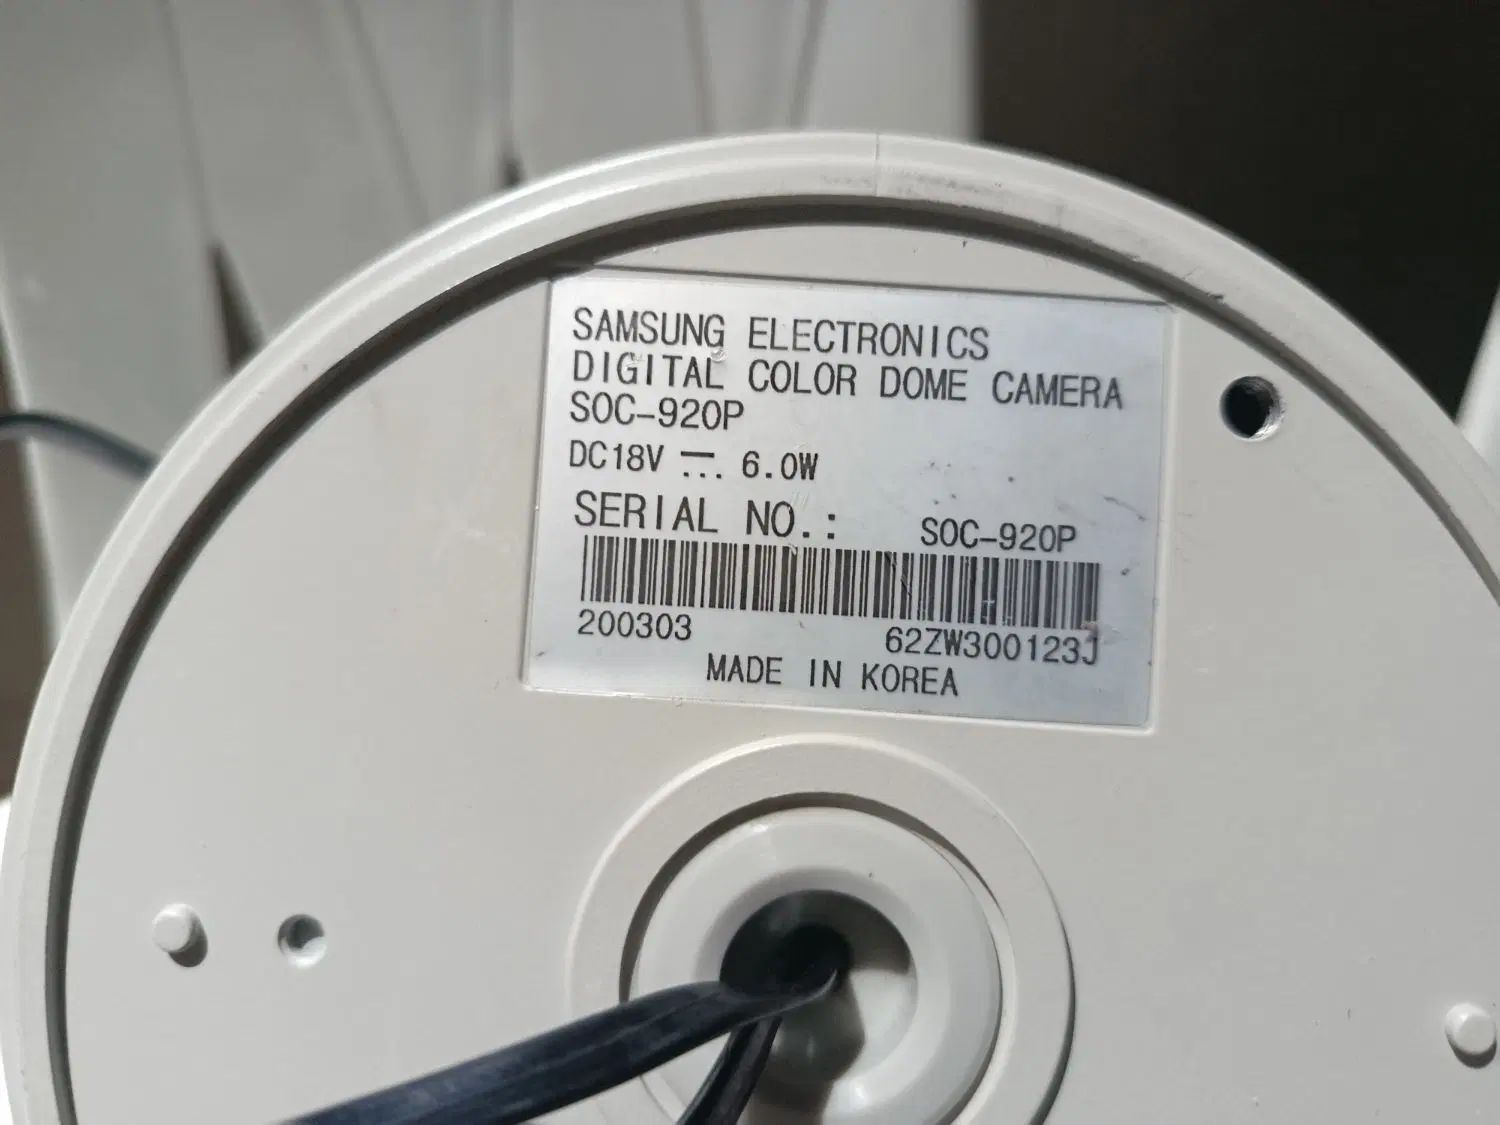 SAMSUNG ELECTRONICS
DIGITAL COLOR DOME CAMERA
SOC-920P
DC18V ⎓ 6.0W
SERIAL NO.: SOC-920P
200303 62ZW300123J
MADE IN KOREA